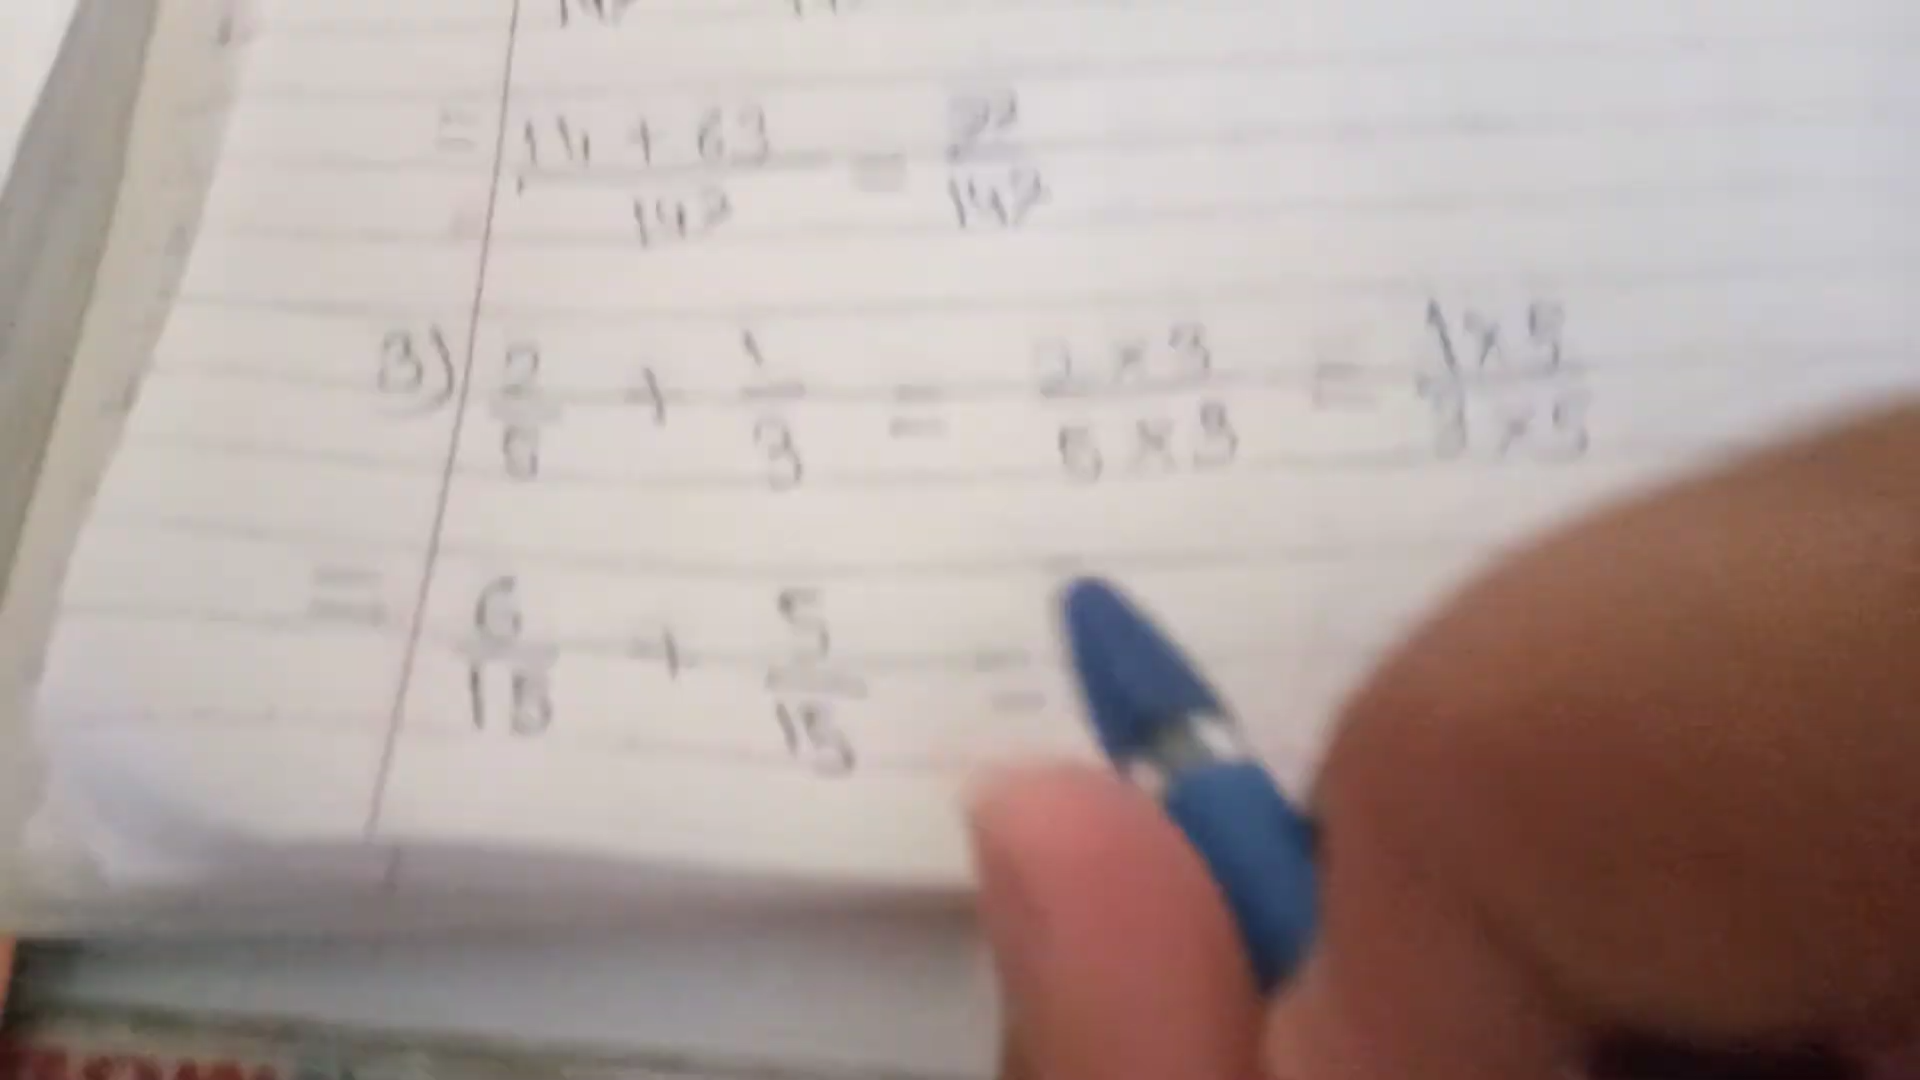 = 14 + 63 / 147 = 77 / 147
3) 2/5 + 1/3 = 2×3 / 5×3 = 1×5 / 3×5
= 6/15 + 5/15 =